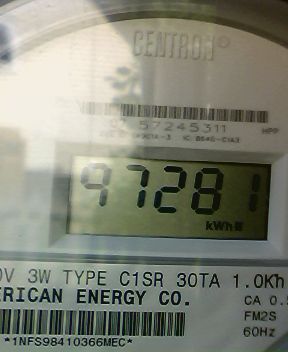 CENTRON®
57245311
HPP
97281
kWh
0V 3W TYPE C1SR 30TA 1.0Kh
ERICAN ENERGY CO.
CA 0.5
FM2S
*1NFS98410366MEC*
60Hz